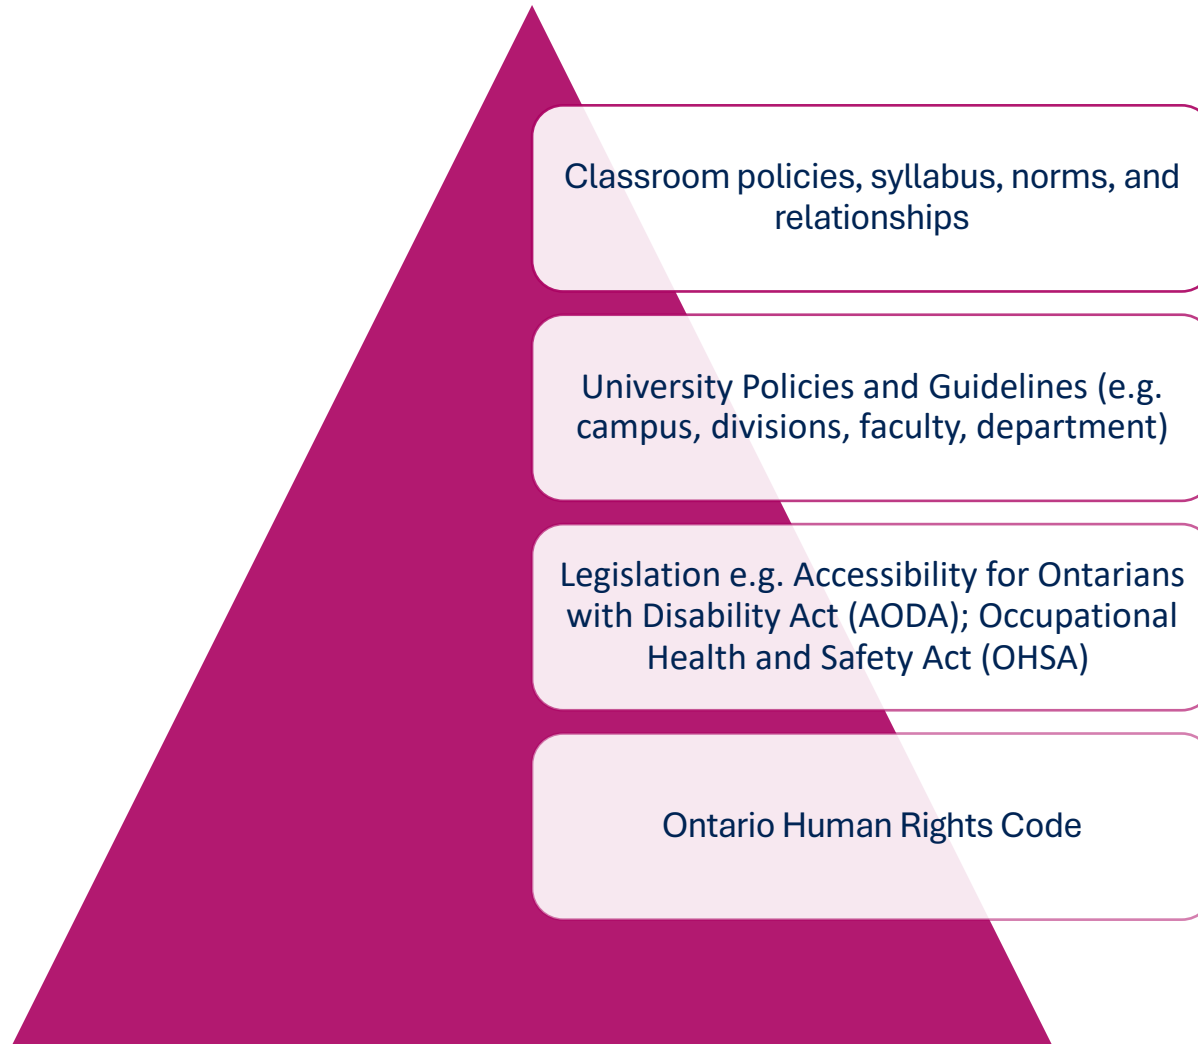 Classroom policies, syllabus, norms, and
relationships
University Policies and Guidelines (e.g.
campus, divisions, faculty, department)
Legislation e.g. Accessibility for Ontarians
with Disability Act (AODA); Occupational
Health and Safety Act (OHSA)
Ontario Human Rights Code